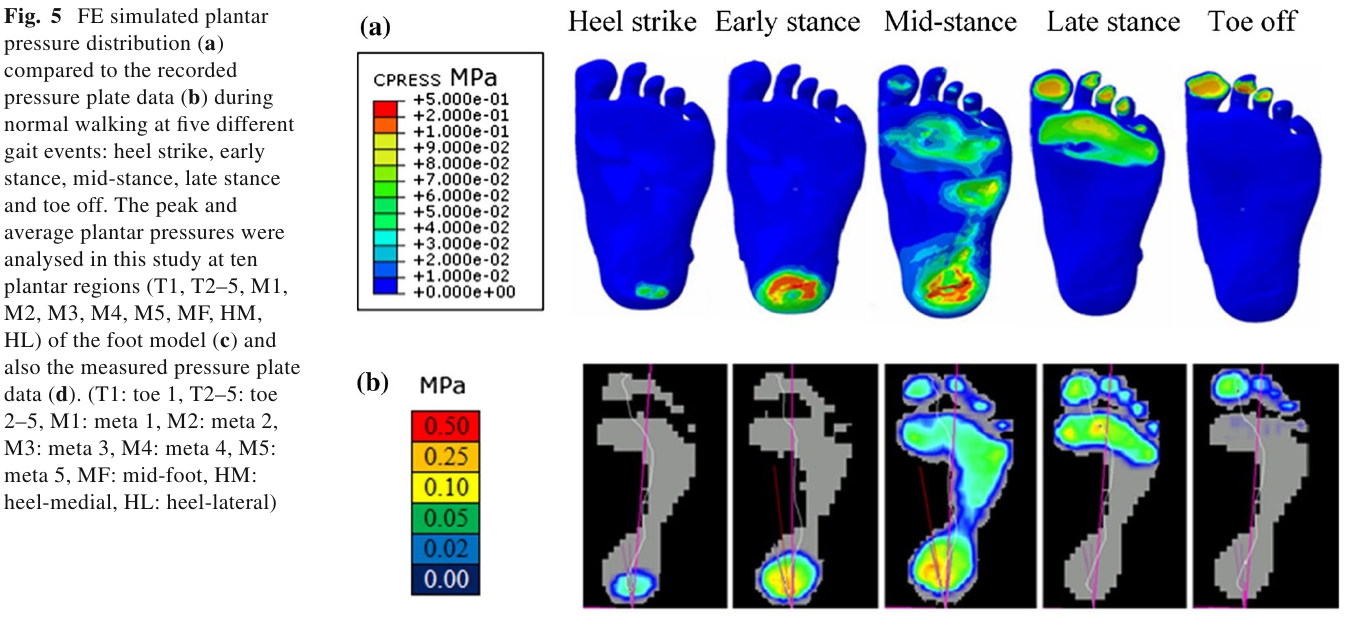 Fig. 5 FE simulated plantar
pressure distribution (a)
compared to the recorded
pressure plate data (b) during
normal walking at five different
gait events: heel strike, early
stance, mid-stance, late stance
and toe off. The peak and
average plantar pressures were
analysed in this study at ten
plantar regions (T1, T2–5, M1,
M2, M3, M4, M5, MF, HM,
HL) of the foot model (c) and
also the measured pressure plate
data (d). (T1: toe 1, T2–5: toe
2–5, M1: meta 1, M2: meta 2,
M3: meta 3, M4: meta 4, M5:
meta 5, MF: mid-foot, HM:
heel-medial, HL: heel-lateral)
(a)
Heel strike Early stance Mid-stance Late stance Toe off
CPRESS MPa
+5.000e-01
+2.000e-01
+1.000e-01
+9.000e-02
+8.000e-02
+7.000e-02
+6.000e-02
+5.000e-02
+4.000e-02
+3.000e-02
+2.000e-02
+1.000e-02
+0.000e+00
(b)
MPa
0.50
0.25
0.10
0.05
0.02
0.00